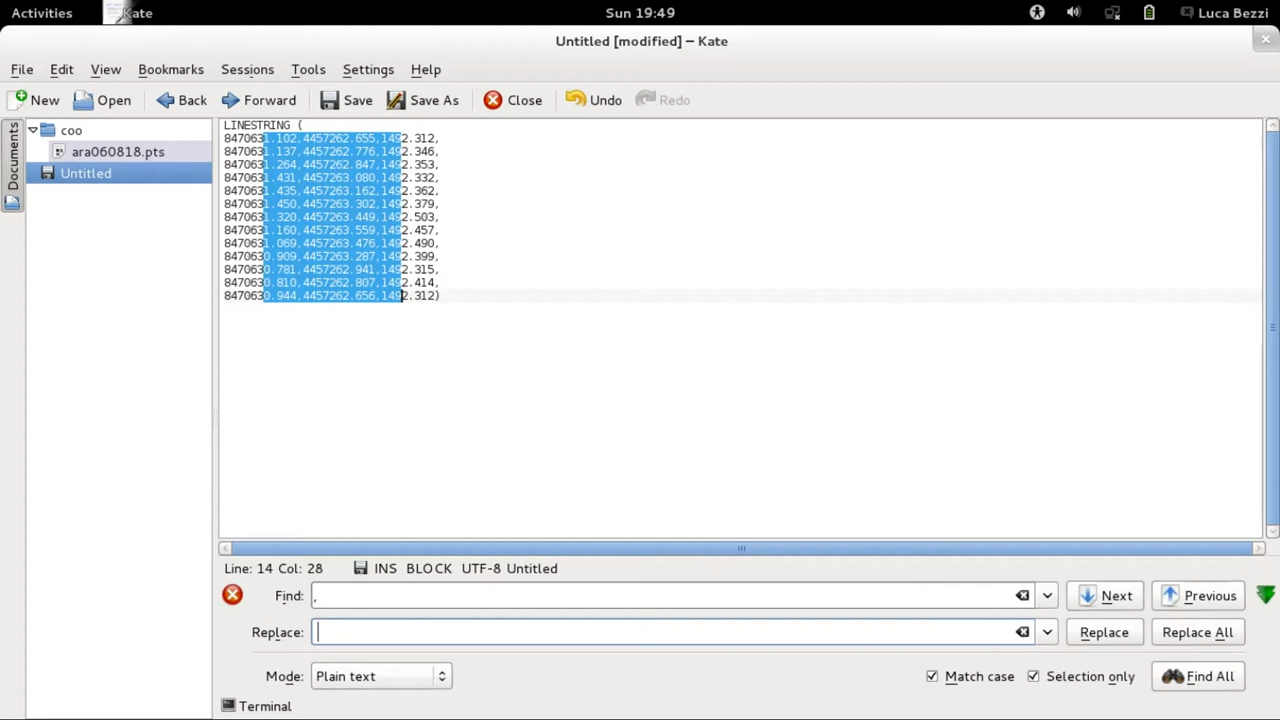 Activities Kate Sun 19:49 Luca Bezzi
Untitled [modified] – Kate
File Edit View Bookmarks Sessions Tools Settings Help
New Open Back Forward Save Save As Close Undo Redo
Documents
coo
ara060818.pts
Untitled
LINESTRING (
8470631.102,4457262.655,1492.312,
8470631.137,4457262.776,1492.346,
8470631.264,4457262.847,1492.353,
8470631.431,4457263.080,1492.332,
8470631.435,4457263.162,1492.362,
8470631.450,4457263.302,1492.379,
8470631.320,4457263.449,1492.503,
8470631.160,4457263.559,1492.457,
8470631.069,4457263.476,1492.490,
8470630.909,4457263.287,1492.399,
8470630.781,4457262.941,1492.315,
8470630.810,4457262.807,1492.414,
8470630.944,4457262.656,1492.312)
Line: 14 Col: 28 INS BLOCK UTF-8 Untitled
Find: , Next Previous
Replace: Replace Replace All
Mode: Plain text Match case Selection only Find All
Terminal